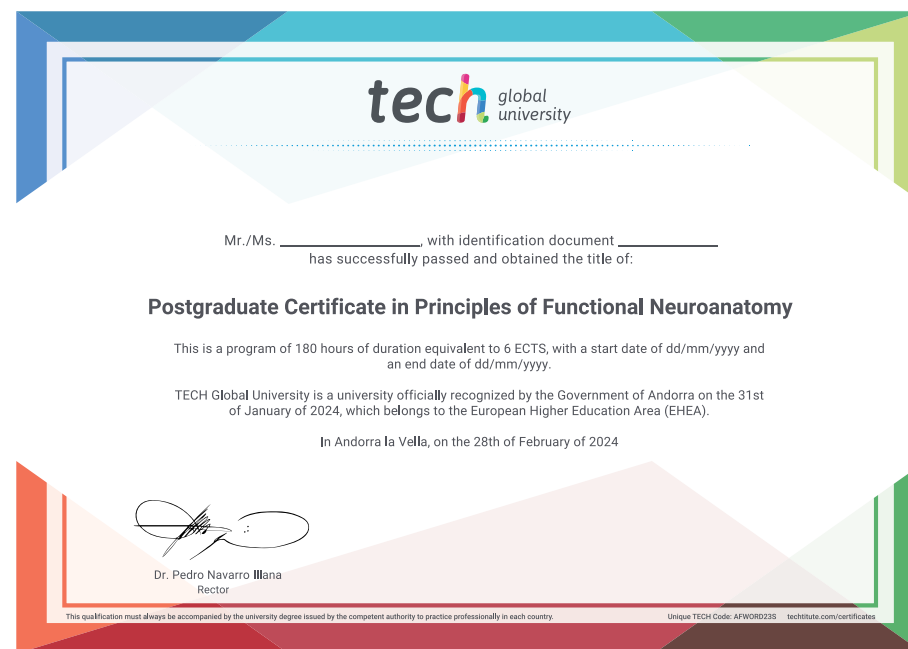 tech global university
Mr./Ms. ____________________, with identification document ______________
has successfully passed and obtained the title of:
Postgraduate Certificate in Principles of Functional Neuroanatomy
This is a program of 180 hours of duration equivalent to 6 ECTS, with a start date of dd/mm/yyyy and
an end date of dd/mm/yyyy.
TECH Global University is a university officially recognized by the Government of Andorra on the 31st
of January of 2024, which belongs to the European Higher Education Area (EHEA).
In Andorra la Vella, on the 28th of February of 2024
Dr. Pedro Navarro Illana
Rector
This qualification must always be accompanied by the university degree issued by the competent authority to practice professionally in each country.
Unique TECH Code: AFWORD23S techtitute.com/certificates